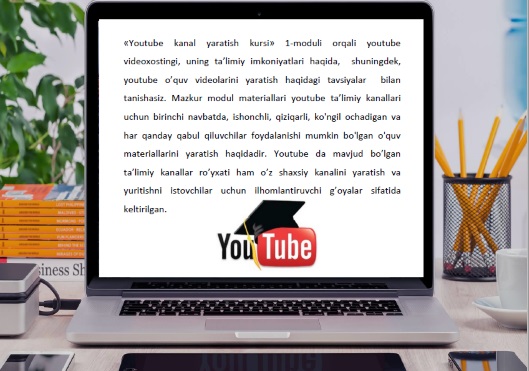 «Youtube kanal yaratish kursi» 1-moduli orqali youtube
videoxostingi, uning ta’limiy imkoniyatlari haqida, shuningdek,
youtube o’quv videolarini yaratish haqidagi tavsiyalar bilan
tanishasiz. Mazkur modul materiallari youtube ta’limiy kanallari
uchun birinchi navbatda, ishonchli, qiziqarli, ko'ngil ochadigan va
har qanday qabul qiluvchilar foydalanishi mumkin bo'lgan o‘quv
materiallarini yaratish haqidadir. Youtube da mavjud bo’lgan
ta’limiy kanallar ro’yxati ham o’z shaxsiy kanalini yaratish va
yuritishni istovchilar uchun ilhomlantiruvchi g’oyalar sifatida
keltirilgan.
YouTube
Business Sh